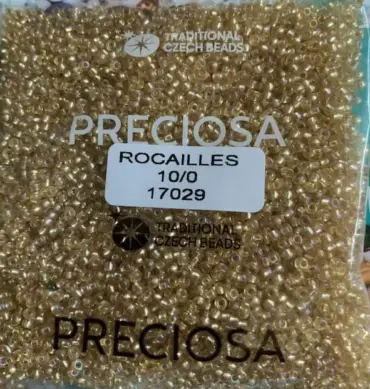 TRADITIONAL
CZECH BEADS
PRECIOSA
ROCAILLES
10/0
17029
TRADITIONAL
CZECH BEADS
PRECIOSA